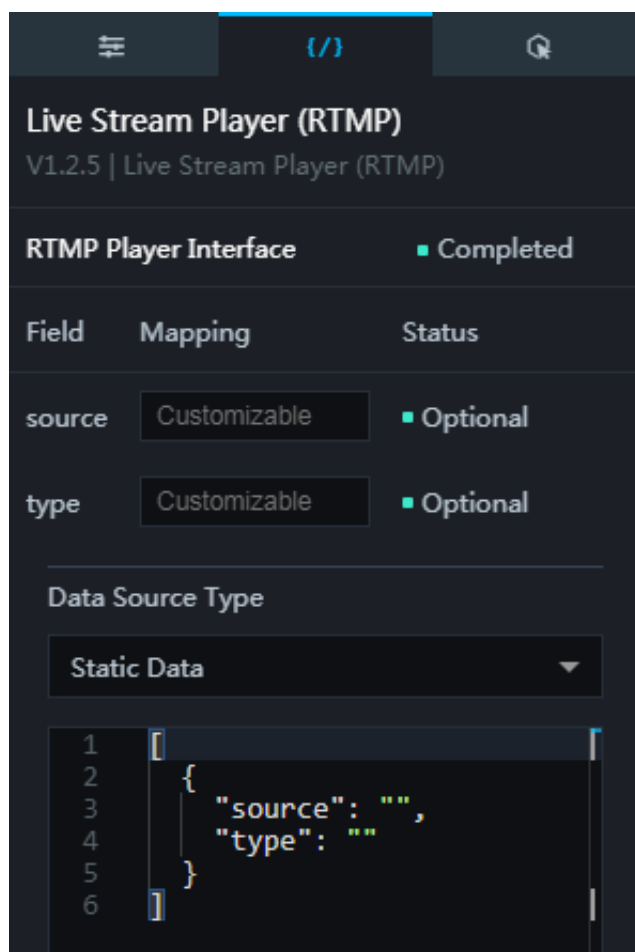 {/}
Live Stream Player (RTMP)
V1.2.5 | Live Stream Player (RTMP)
RTMP Player Interface Completed
Field Mapping Status
source Customizable Optional
type Customizable Optional
Data Source Type
Static Data
1 [
2 {
3 "source": "",
4 "type": ""
5 }
6 ]